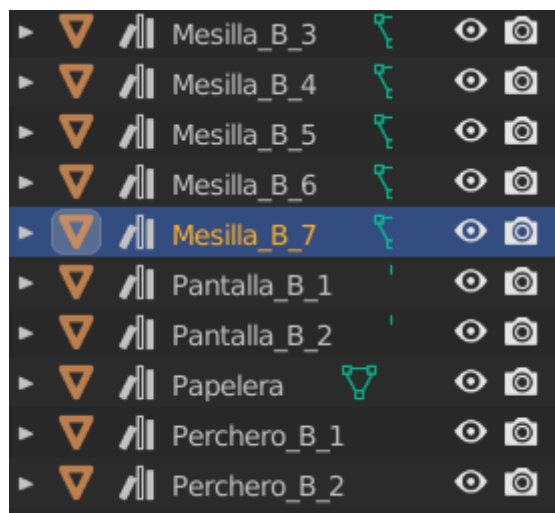 Mesilla_B_3
Mesilla_B_4
Mesilla_B_5
Mesilla_B_6
Mesilla_B_7
Pantalla_B_1
Pantalla_B_2
Papelera
Perchero_B_1
Perchero_B_2